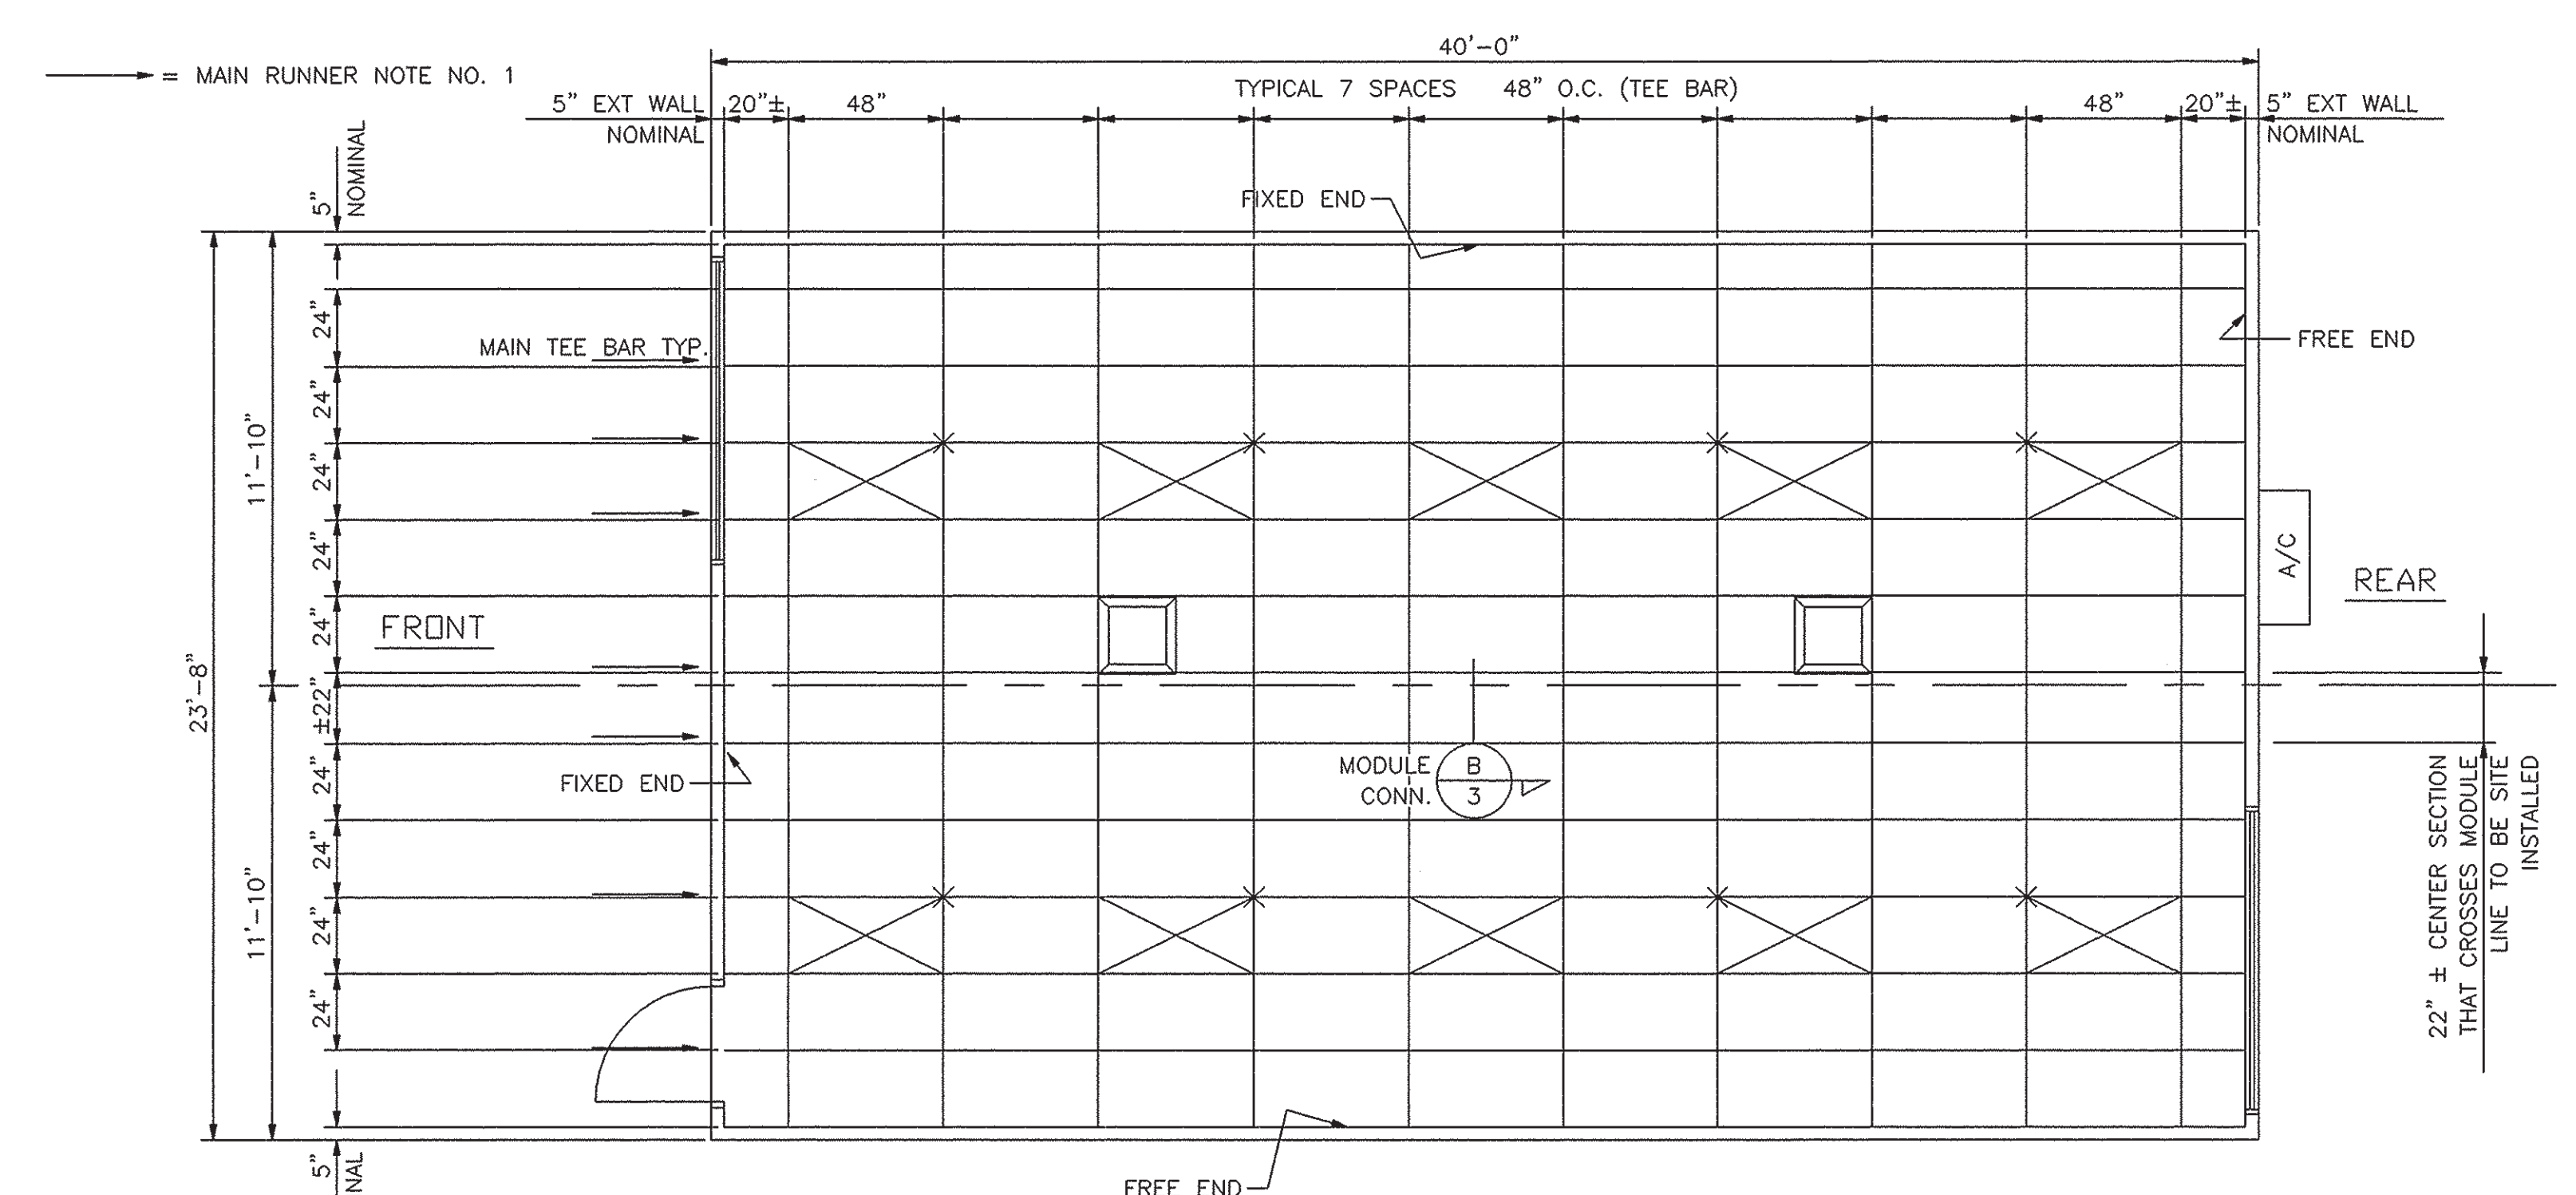 40'-0"
= MAIN RUNNER NOTE NO. 1
TYPICAL 7 SPACES 48" O.C. (TEE BAR)
5" EXT WALL
NOMINAL
20"±
48"
48"
20"±
5" EXT WALL
NOMINAL
5"
NOMINAL
FIXED END
24"
MAIN TEE BAR TYP.
FREE END
24"
11'-10"
24"
24"
A/C
REAR
24"
FRONT
23'-8"
±22"
24"
FIXED END
MODULE
CONN.
B
3
24"
11'-10"
24"
24"
22" ± CENTER SECTION
THAT CROSSES MODULE
LINE TO BE SITE
INSTALLED
5"
NAL
FREE END